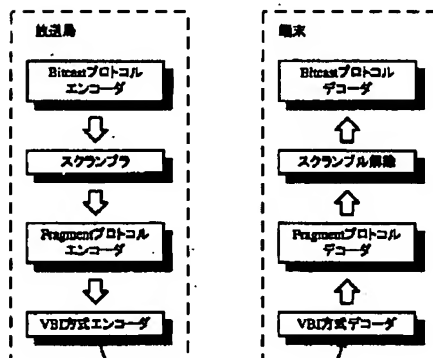 放送局
Bitcastプロトコル
エンコーダ
スクランブラ
Fragmentプロトコル
エンコーダ
VBI方式エンコーダ
端末
Bitcastプロトコル
デコーダ
スクランブル解除
Fragmentプロトコル
デコーダ
VBI方式デコーダ